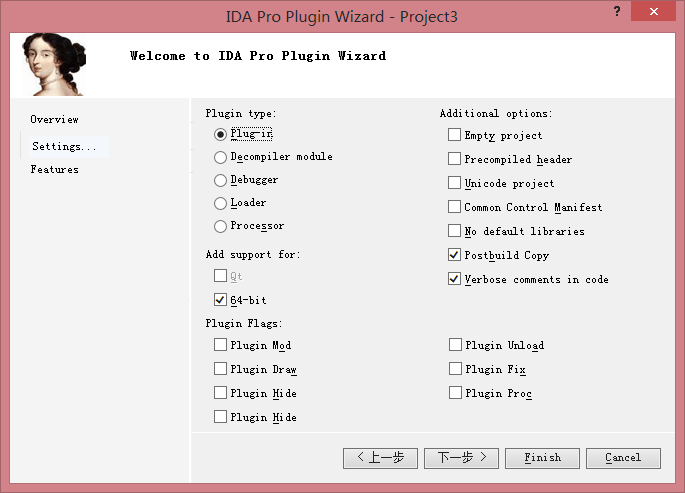 IDA Pro Plugin Wizard - Project3
?
×
Welcome to IDA Pro Plugin Wizard
Overview
Settings...
Features
Plugin type:
Plug-in
Decompiler module
Debugger
Loader
Processor
Add support for:
Qt
64-bit
Additional options:
Empty project
Precompiled header
Unicode project
Common Control Manifest
No default libraries
Postbuild Copy
Verbose comments in code
Plugin Flags:
Plugin Mod
Plugin Draw
Plugin Hide
Plugin Hide
Plugin Unload
Plugin Fix
Plugin Proc
< 上一步
下一步 >
Finish
Cancel